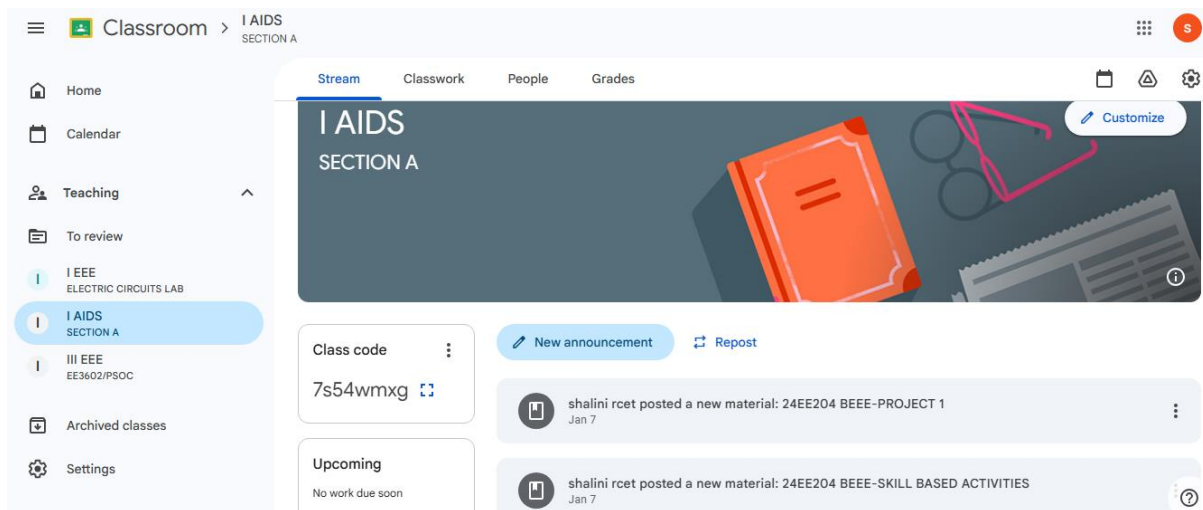 Classroom > I AIDS
SECTION A
S
Home
Calendar
Teaching
To review
I
I EEE
ELECTRIC CIRCUITS LAB
I
I AIDS
SECTION A
I
III EEE
EE3602/PSOC
Archived classes
Settings
Stream Classwork People Grades
I AIDS
SECTION A
Customize
Class code
7s54wmxg
Upcoming
No work due soon
New announcement Repost
shalini rcet posted a new material: 24EE204 BEEE-PROJECT 1
Jan 7
shalini rcet posted a new material: 24EE204 BEEE-SKILL BASED ACTIVITIES
Jan 7